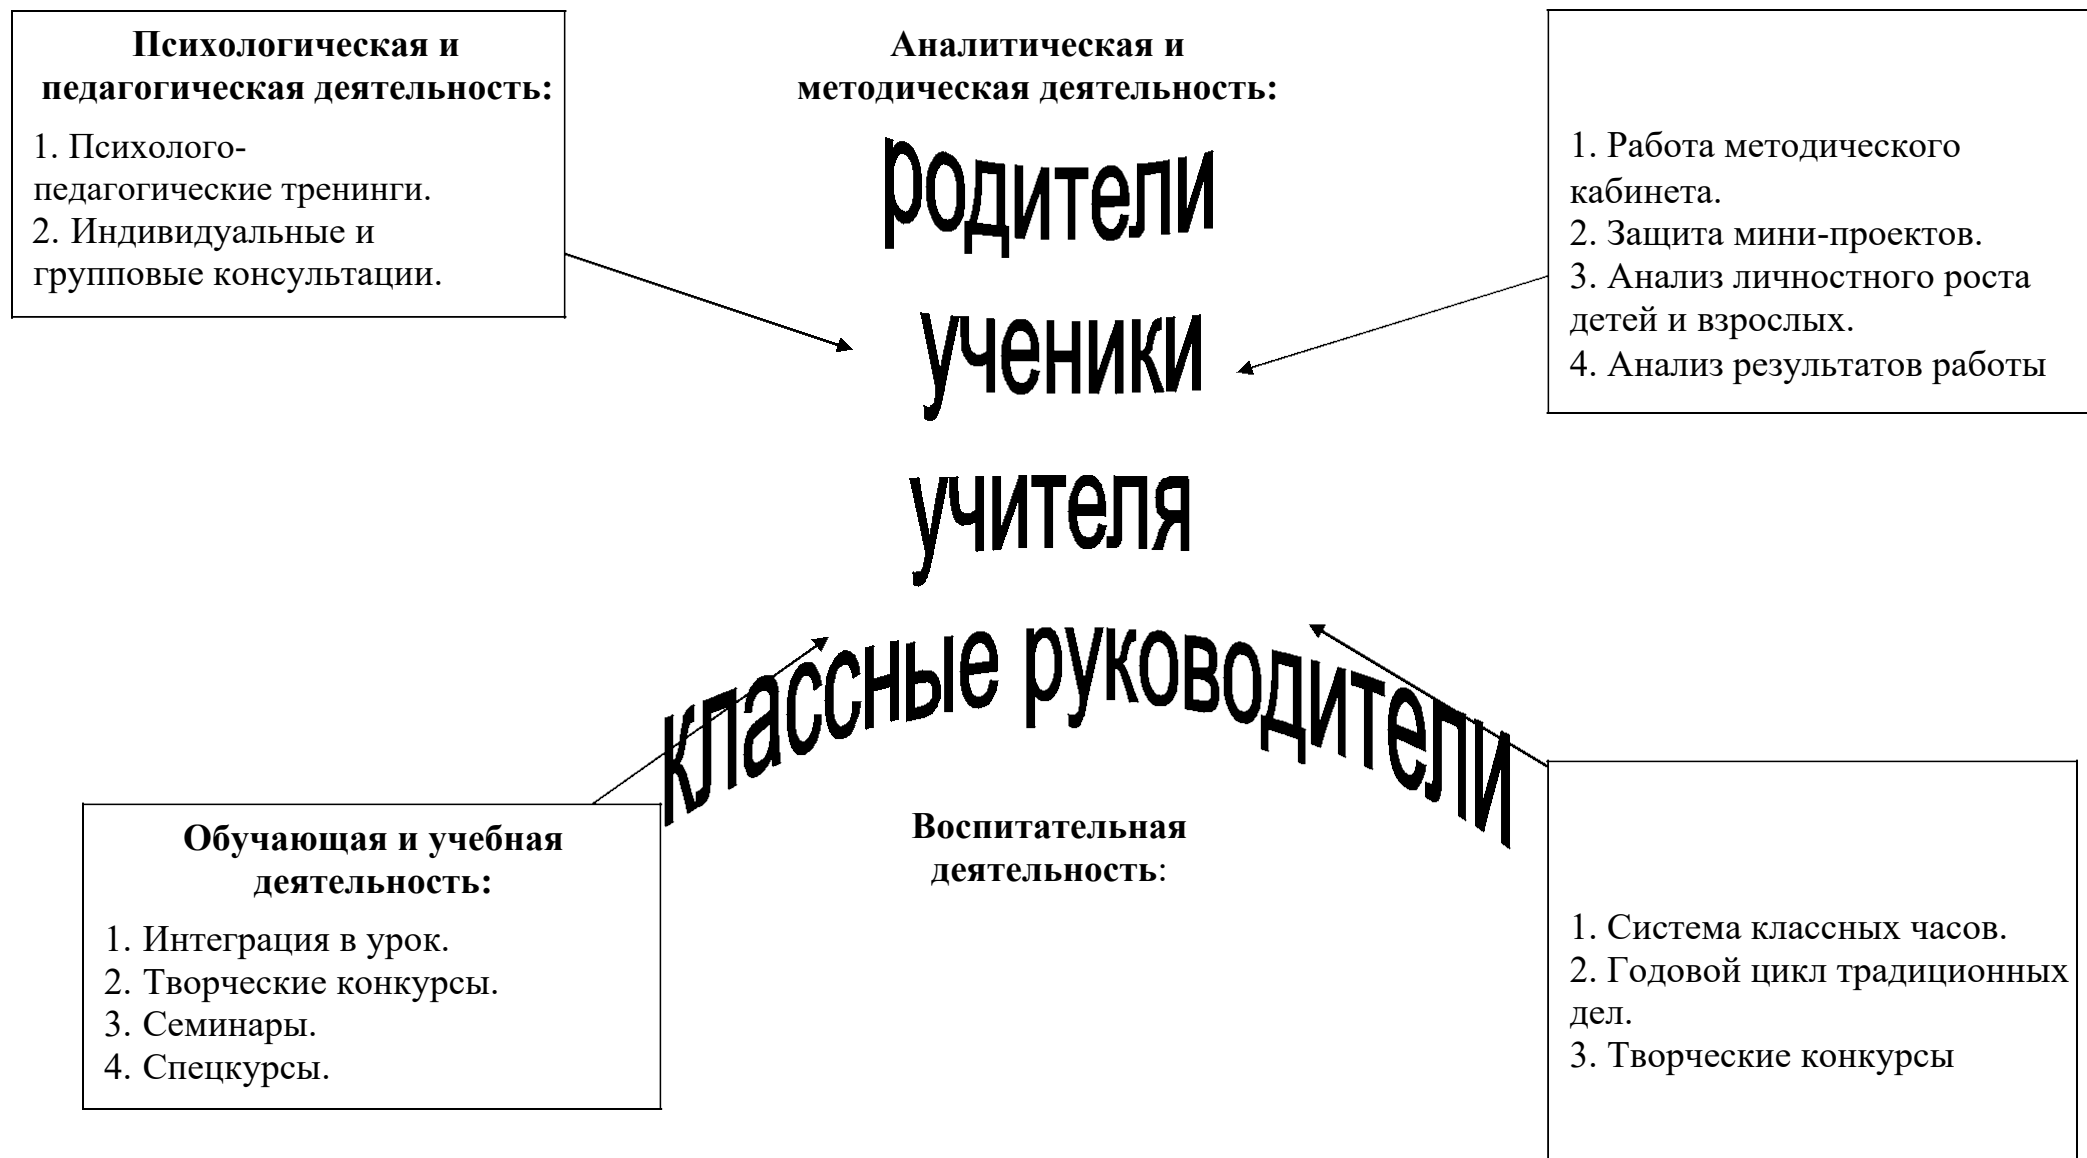 Психологическая и
педагогическая деятельность:
1. Психолого-
педагогические тренинги.
2. Индивидуальные и
групповые консультации.
Аналитическая и
методическая деятельность:
1. Работа методического
кабинета.
2. Защита мини-проектов.
3. Анализ личностного роста
детей и взрослых.
4. Анализ результатов работы
родители
ученики
учителя
классные руководители
Обучающая и учебная
деятельность:
1. Интеграция в урок.
2. Творческие конкурсы.
3. Семинары.
4. Спецкурсы.
Воспитательная
деятельность:
1. Система классных часов.
2. Годовой цикл традиционных
дел.
3. Творческие конкурсы